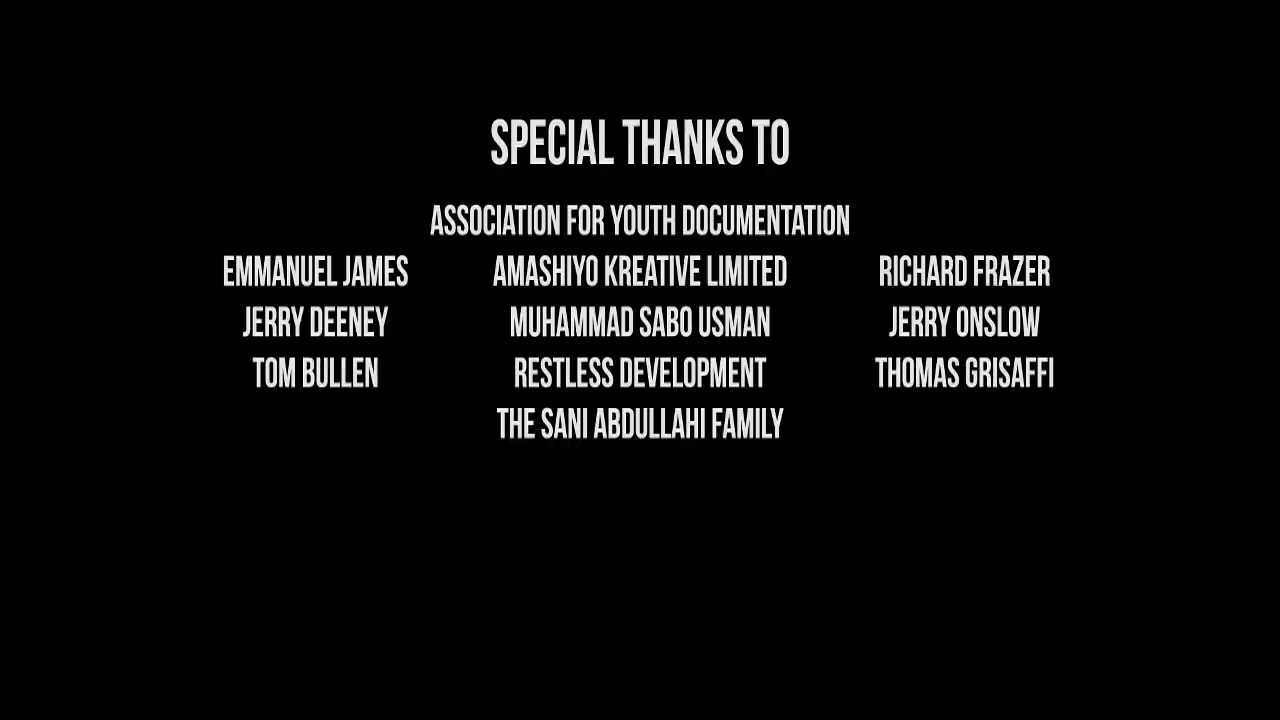 SPECIAL THANKS TO
ASSOCIATION FOR YOUTH DOCUMENTATION
EMMANUEL JAMES AMASHIYO KREATIVE LIMITED RICHARD FRAZER
JERRY DEENEY MUHAMMAD SABO USMAN JERRY ONSLOW
TOM BULLEN RESTLESS DEVELOPMENT THOMAS GRISAFFI
THE SANI ABDULLAHI FAMILY